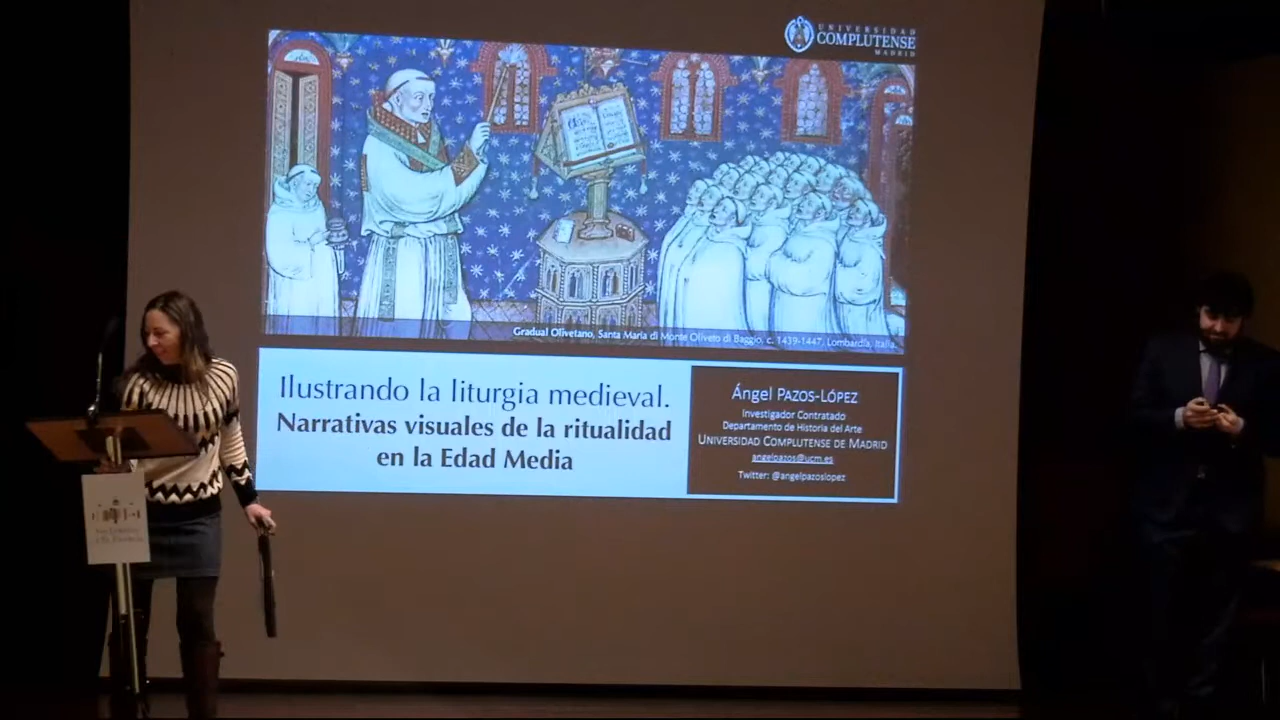 UNIVERSIDAD
COMPLUTENSE
MADRID
Gradual Olivetano, Santa Maria di Monte Oliveto di Baggio, c. 1439-1447. Lombardía, Italia.
Ilustrando la liturgia medieval.
Narrativas visuales de la ritualidad
en la Edad Media
Ángel PAZOS-LÓPEZ
Investigador Contratado
Departamento de Historia del Arte
UNIVERSIDAD COMPLUTENSE DE MADRID
angelpazos@ucm.es
Twitter: @angelpazoslopez